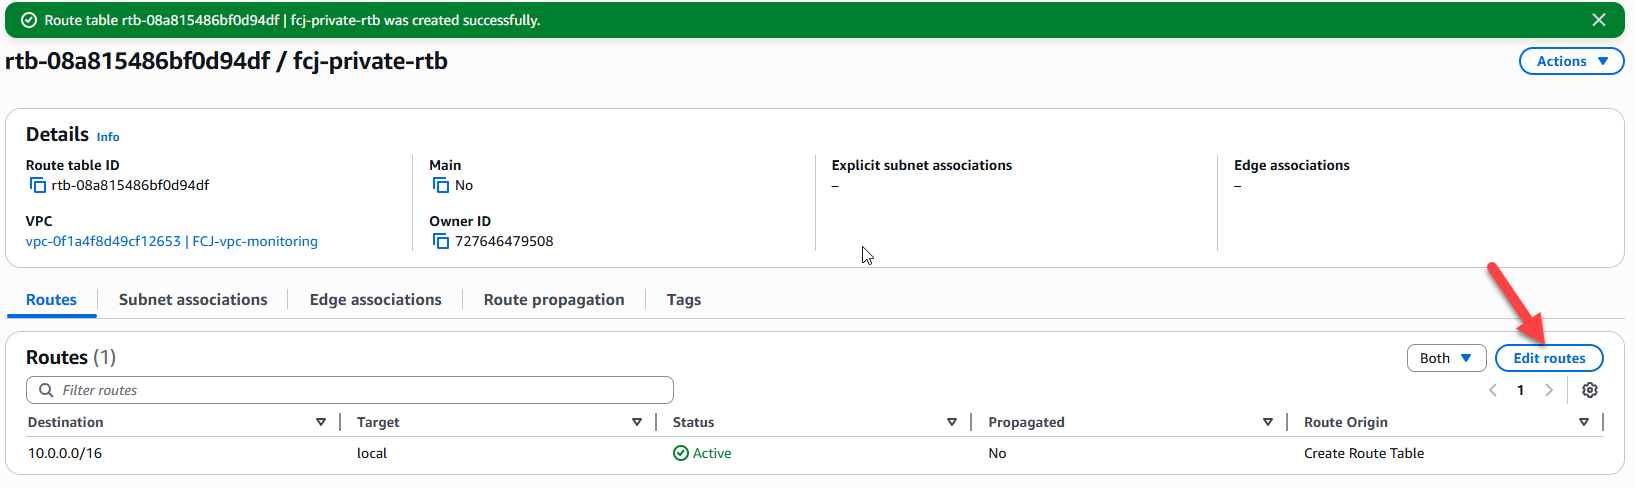 Route table rtb-08a815486bf0d94df | fcj-private-rtb was created successfully.
rtb-08a815486bf0d94df / fcj-private-rtb
Actions
Details Info
Route table ID
rtb-08a815486bf0d94df
Main
No
Explicit subnet associations
–
Edge associations
–
VPC
vpc-0f1a4f8d49cf12653 | FCJ-vpc-monitoring
Owner ID
727646479508
Routes Subnet associations Edge associations Route propagation Tags
Routes (1)
Both Edit routes
Filter routes
1
Destination Target Status Propagated Route Origin
10.0.0.0/16 local Active No Create Route Table